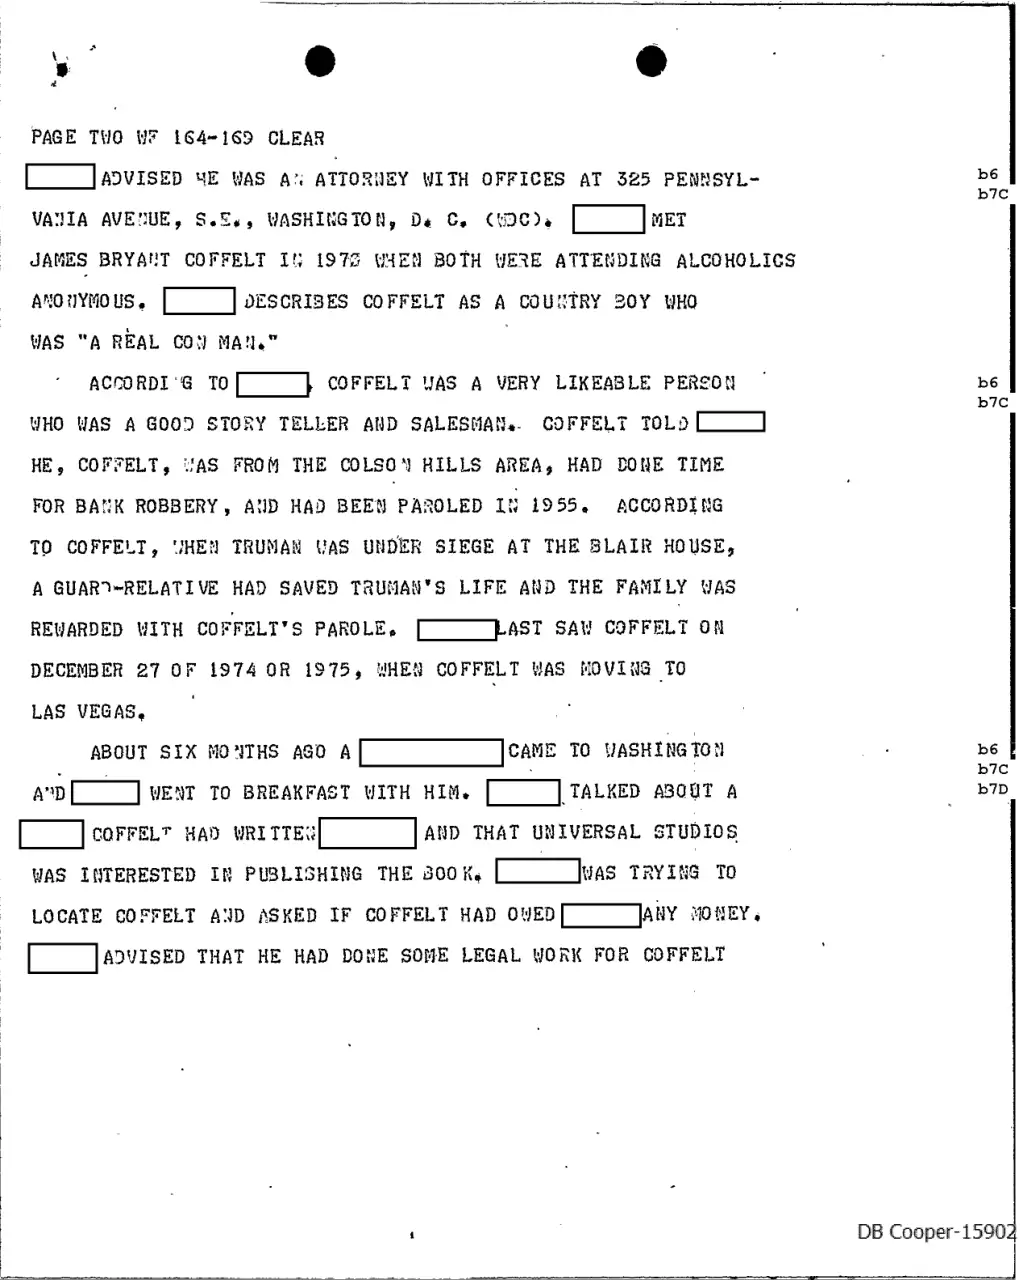 PAGE TWO WF 164-169 CLEAR
ADVISED HE WAS AN ATTORNEY WITH OFFICES AT 325 PENNSYL-
b6
b7C
VANIA AVENUE, S.E., WASHINGTON, D. C. (WDC). MET
JAMES BRYANT COFFELT IN 1973 WHEN BOTH WERE ATTENDING ALCOHOLICS
ANONYMOUS. DESCRIBES COFFELT AS A COUNTRY BOY WHO
WAS "A REAL CON MAN."
ACCORDING TO , COFFELT WAS A VERY LIKEABLE PERSON
b6
b7C
WHO WAS A GOOD STORY TELLER AND SALESMAN. COFFELT TOLD
HE, COFFELT, WAS FROM THE COLSON HILLS AREA, HAD DONE TIME
FOR BANK ROBBERY, AND HAD BEEN PAROLED IN 1955. ACCORDING
TO COFFELT, WHEN TRUMAN WAS UNDER SIEGE AT THE BLAIR HOUSE,
A GUARD-RELATIVE HAD SAVED TRUMAN'S LIFE AND THE FAMILY WAS
REWARDED WITH COFFELT'S PAROLE. LAST SAW COFFELT ON
DECEMBER 27 OF 1974 OR 1975, WHEN COFFELT WAS MOVING TO
LAS VEGAS.
ABOUT SIX MONTHS AGO A CAME TO WASHINGTON
b6
b7C
b7D
AND WENT TO BREAKFAST WITH HIM. TALKED ABOUT A
COFFELT HAD WRITTEN AND THAT UNIVERSAL STUDIOS
WAS INTERESTED IN PUBLISHING THE BOOK. WAS TRYING TO
LOCATE COFFELT AND ASKED IF COFFELT HAD OWED ANY MONEY.
ADVISED THAT HE HAD DONE SOME LEGAL WORK FOR COFFELT
DB Cooper-15902